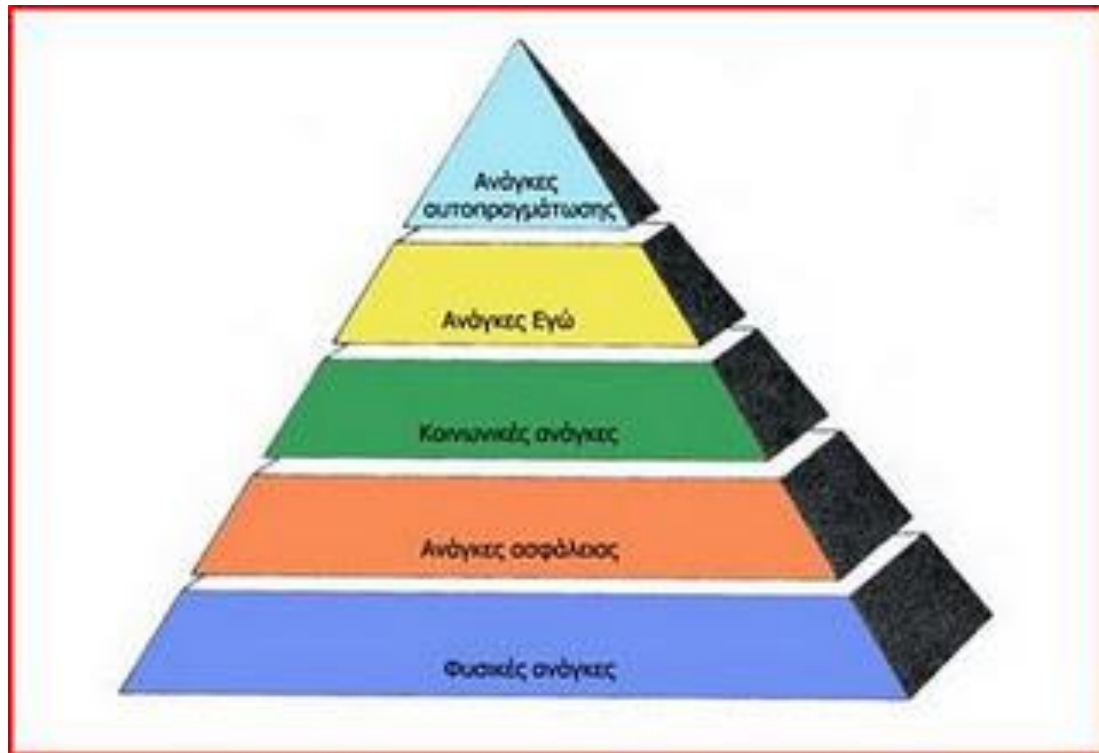 Ανάγκες
αυτοπραγμάτωσης
Ανάγκες Εγώ
Κοινωνικές ανάγκες
Ανάγκες ασφάλειας
Φυσικές ανάγκες